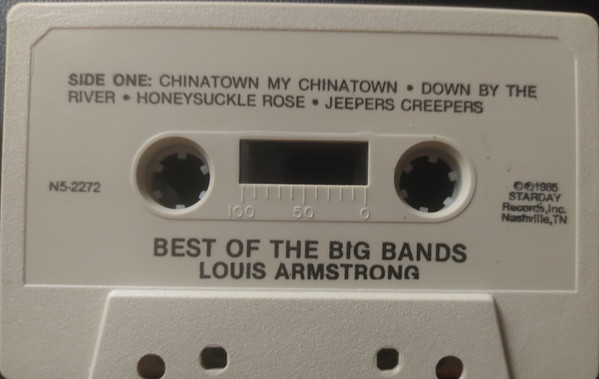 SIDE ONE: CHINATOWN MY CHINATOWN • DOWN BY THE
RIVER • HONEYSUCKLE ROSE • JEEPERS CREEPERS
N5-2272
100 50 0
©℗1985
STARDAY
Records,Inc.
Nashville,TN
BEST OF THE BIG BANDS
LOUIS ARMSTRONG